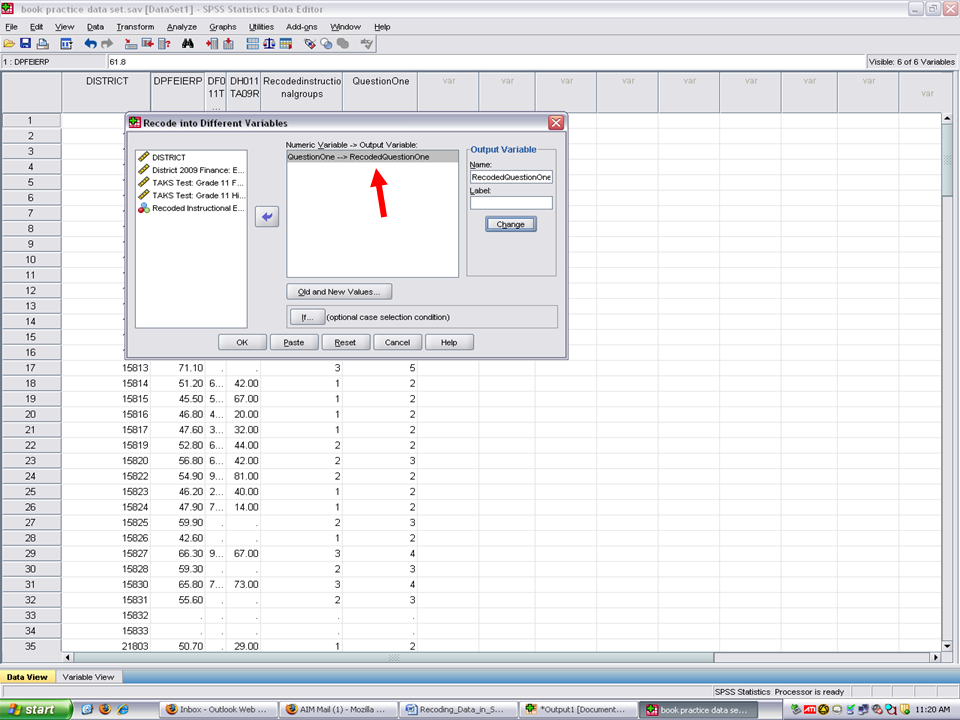 book practice data set.sav [DataSet1] - SPSS Statistics Data Editor
File Edit View Data Transform Analyze Graphs Utilities Add-ons Window Help
1 : DPFEIERP 61.8 Visible: 6 of 6 Variables
DISTRICT DPFEIERP DF0 DH011 Recodedinstructio QuestionOne var var var var var var var var var
11T TA09R nalgroups
...
Recode into Different Variables
DISTRICT
District 2009 Finance: E...
TAKS Test: Grade 11 F...
TAKS Test: Grade 11 Hi...
Recoded Instructional E...
Numeric Variable -> Output Variable:
QuestionOne --> RecodedQuestionOne
Output Variable
Name:
RecodedQuestionOne
Label:
Change
Old and New Values...
If... (optional case selection condition)
OK Paste Reset Cancel Help
1
2
3
4
5
6
7
8
9
10
11
12
13
14
15
16
17 15813 71.10 . . 3 5
18 15814 51.20 6... 42.00 1 2
19 15815 45.50 5... 67.00 1 2
20 15816 46.80 4... 20.00 1 2
21 15817 47.60 3... 32.00 1 2
22 15819 52.80 6... 44.00 2 2
23 15820 56.80 6... 42.00 2 3
24 15822 54.90 9... 81.00 2 2
25 15823 46.20 2... 40.00 1 2
26 15824 47.90 7... 14.00 1 2
27 15825 59.90 . . 2 3
28 15826 42.60 . . 1 2
29 15827 66.30 9... 67.00 3 4
30 15828 59.30 . . 2 3
31 15830 65.80 7... 73.00 3 4
32 15831 55.60 . . 2 3
33 15832 . . . . .
34 15833 . . . . .
35 21803 50.70 . 29.00 1 2
Data View Variable View
SPSS Statistics Processor is ready
start Inbox - Outlook Web ... AIM Mail (1) - Mozilla ... Recoding_Data_in_S... *Output1 [Document... book practice data se... ATI 11:20 AM